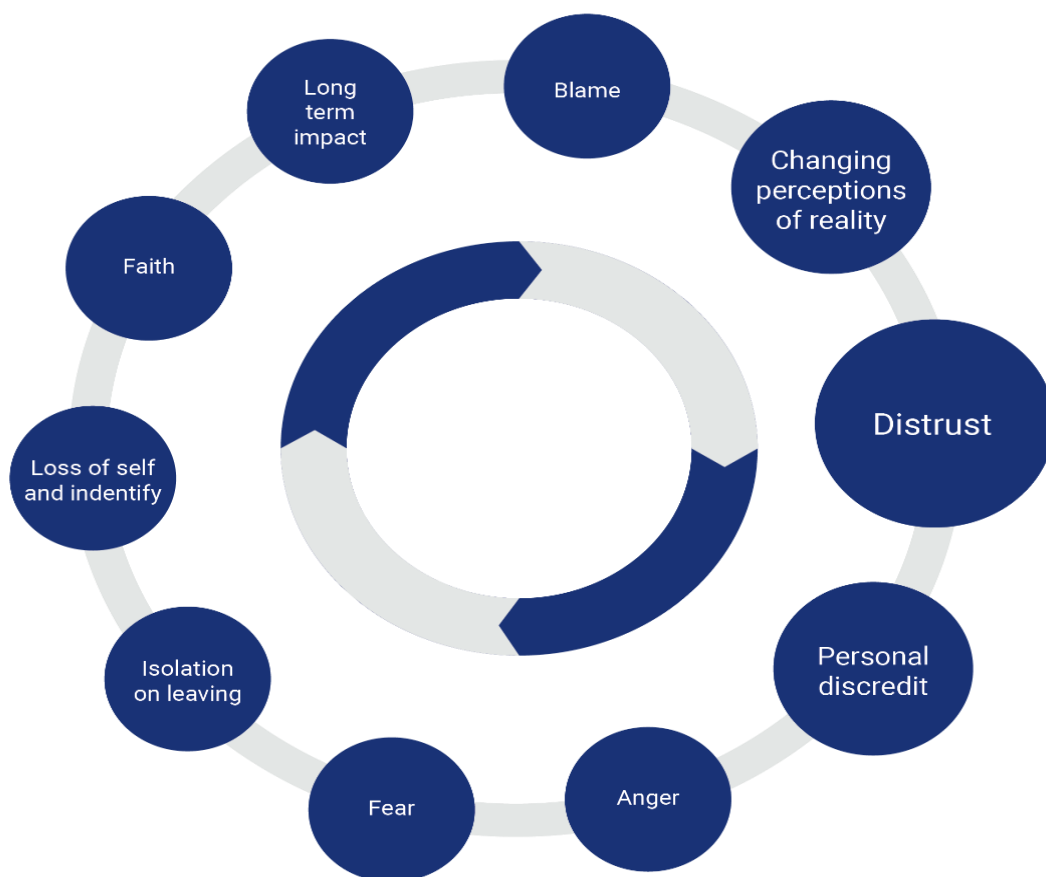 Blame
Changing
perceptions
of reality
Distrust
Personal
discredit
Anger
Fear
Isolation
on leaving
Loss of self
and indentify
Faith
Long
term
impact